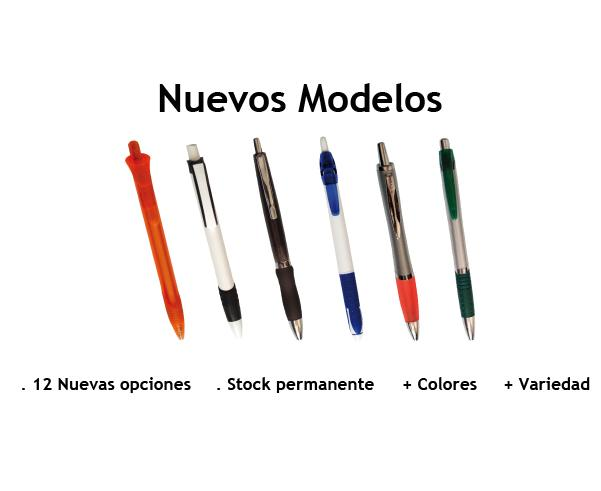 Nuevos Modelos
. 12 Nuevas opciones . Stock permanente + Colores + Variedad